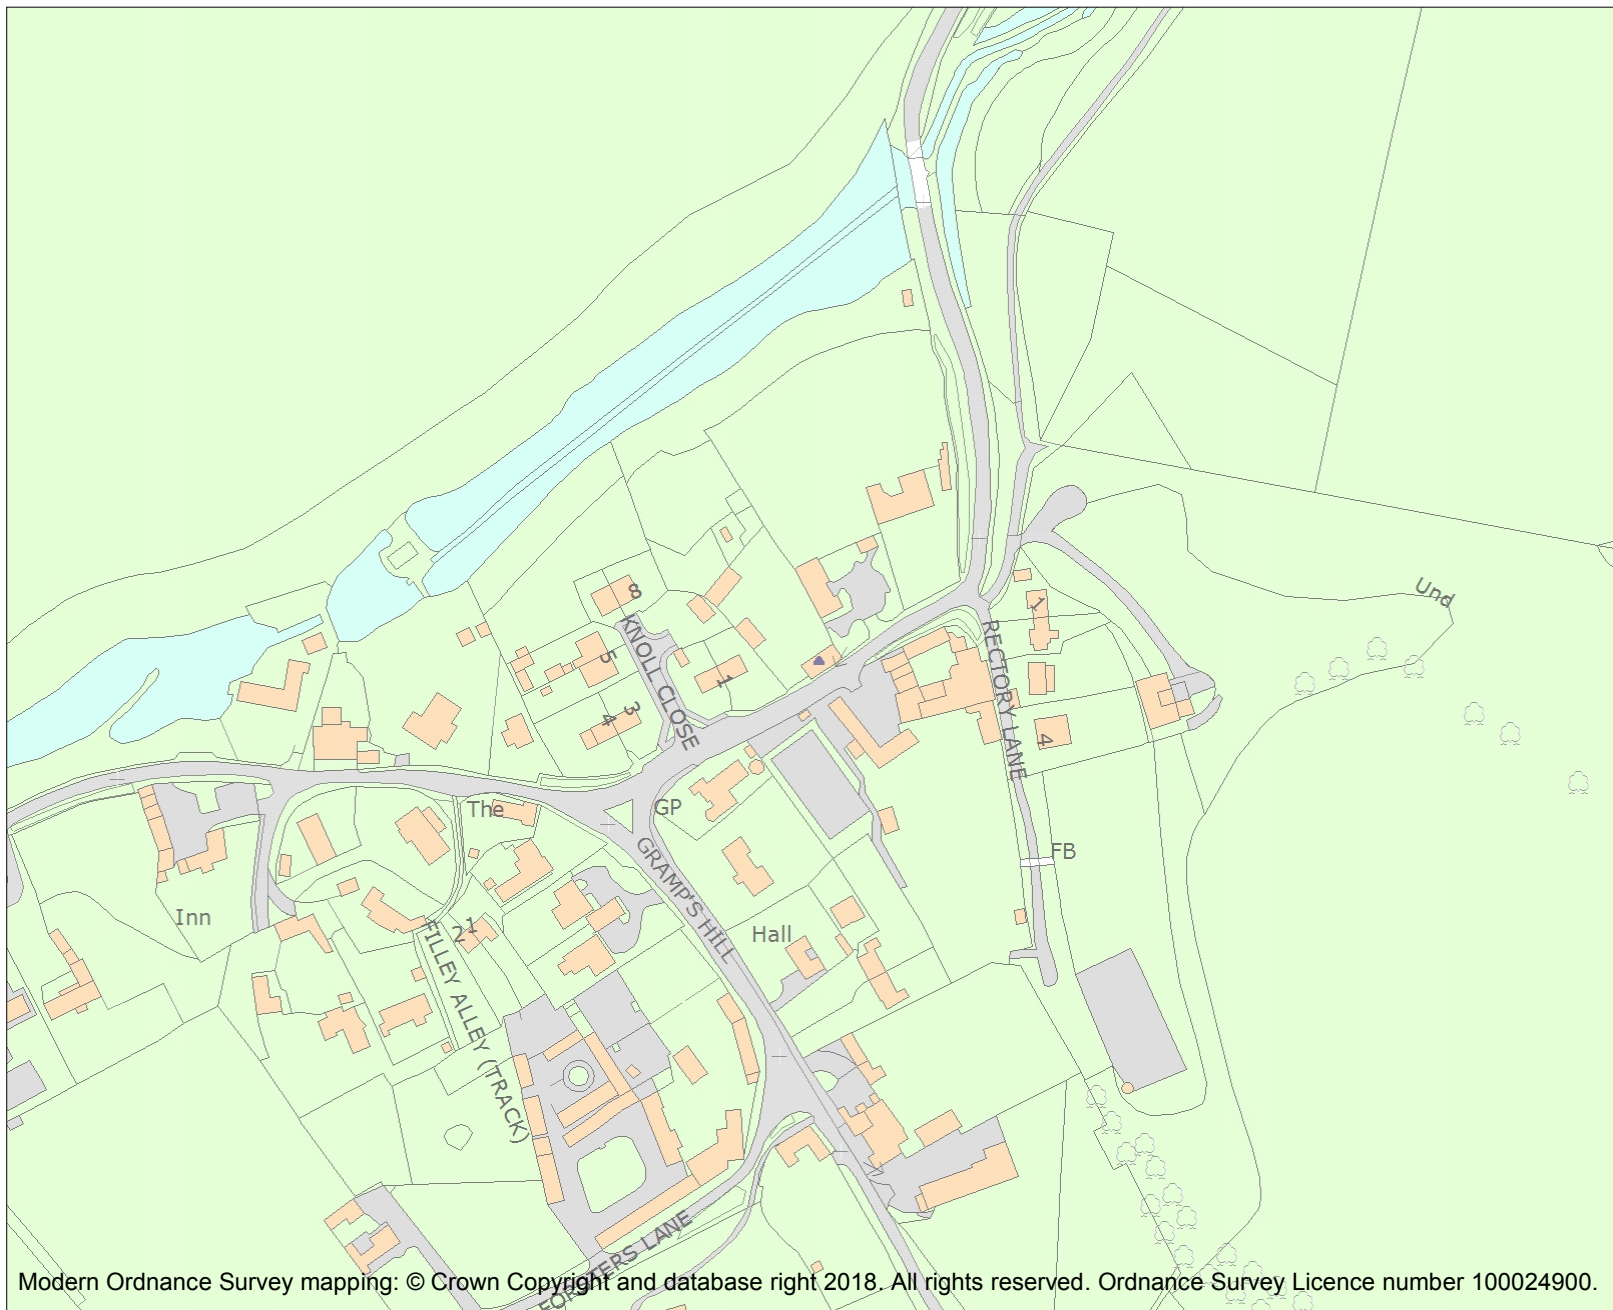 Und
8
KNOLL CLOSE
5
1
3
4
1
RECTORY LANE
4
The
GP
GRAMP'S HILL
FB
Inn
1
2
FILLEY ALLEY (TRACK)
Hall
FORSTERS LANE
Modern Ordnance Survey mapping: © Crown Copyright and database right 2018. All rights reserved. Ordnance Survey Licence number 100024900.